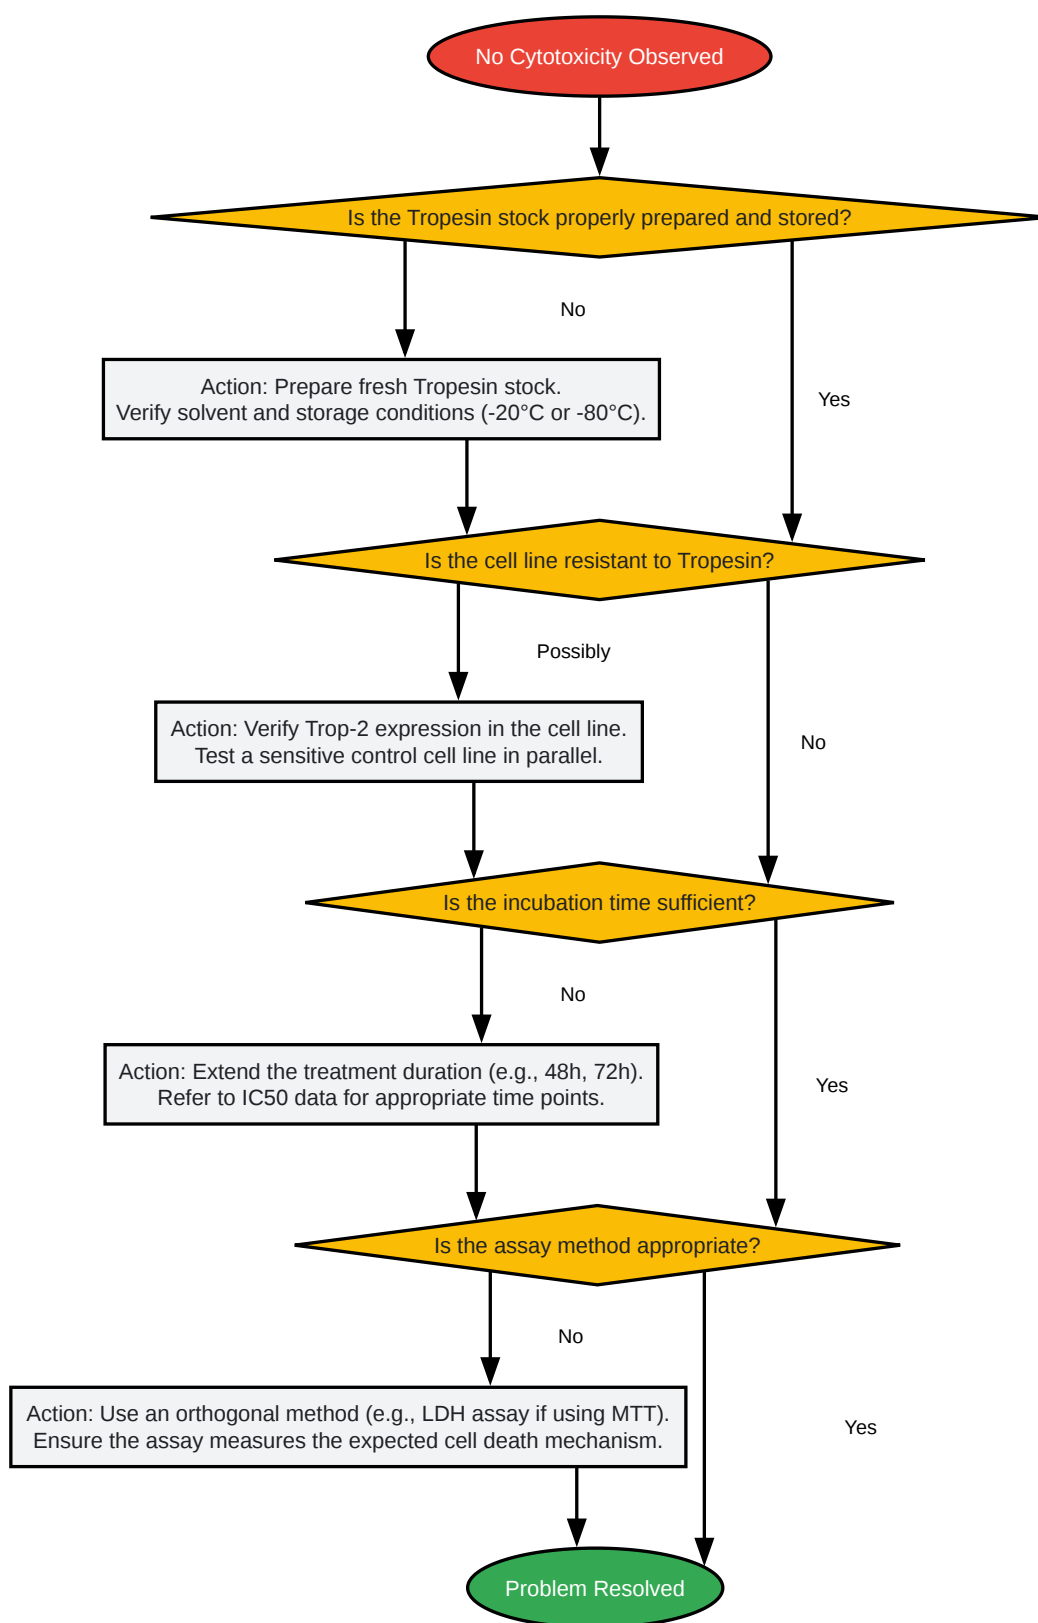 No Cytotoxicity Observed
Is the Tropesin stock properly prepared and stored?
No
Action: Prepare fresh Tropesin stock.
Verify solvent and storage conditions (-20°C or -80°C).
Yes
Is the cell line resistant to Tropesin?
Possibly
Action: Verify Trop-2 expression in the cell line.
Test a sensitive control cell line in parallel.
No
Is the incubation time sufficient?
No
Action: Extend the treatment duration (e.g., 48h, 72h).
Refer to IC50 data for appropriate time points.
Yes
Is the assay method appropriate?
No
Action: Use an orthogonal method (e.g., LDH assay if using MTT).
Ensure the assay measures the expected cell death mechanism.
Yes
Problem Resolved